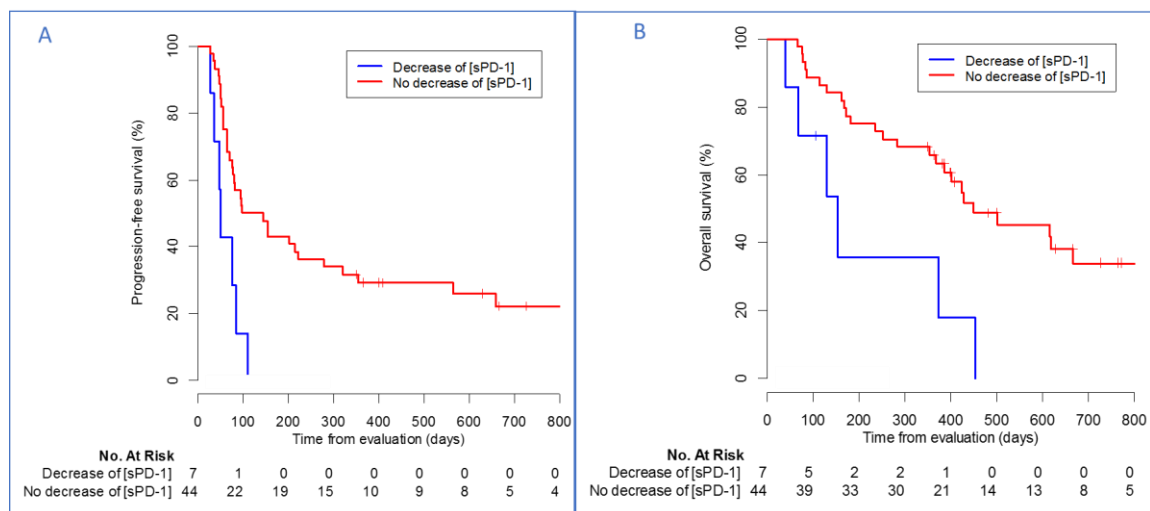 A
Decrease of [sPD-1]
No decrease of [sPD-1]
Progression-free survival (%)
100
80
60
40
20
0
0 100 200 300 400 500 600 700 800
Time from evaluation (days)
No. At Risk
Decrease of [sPD-1] 7 1 0 0 0 0 0 0 0
No decrease of [sPD-1] 44 22 19 15 10 9 8 5 4
B
Decrease of [sPD-1]
No decrease of [sPD-1]
Overall survival (%)
100
80
60
40
20
0
0 100 200 300 400 500 600 700 800
Time from evaluation (days)
No. At Risk
Decrease of [sPD-1] 7 5 2 2 1 0 0 0 0
No decrease of [sPD-1] 44 39 33 30 21 14 13 8 5